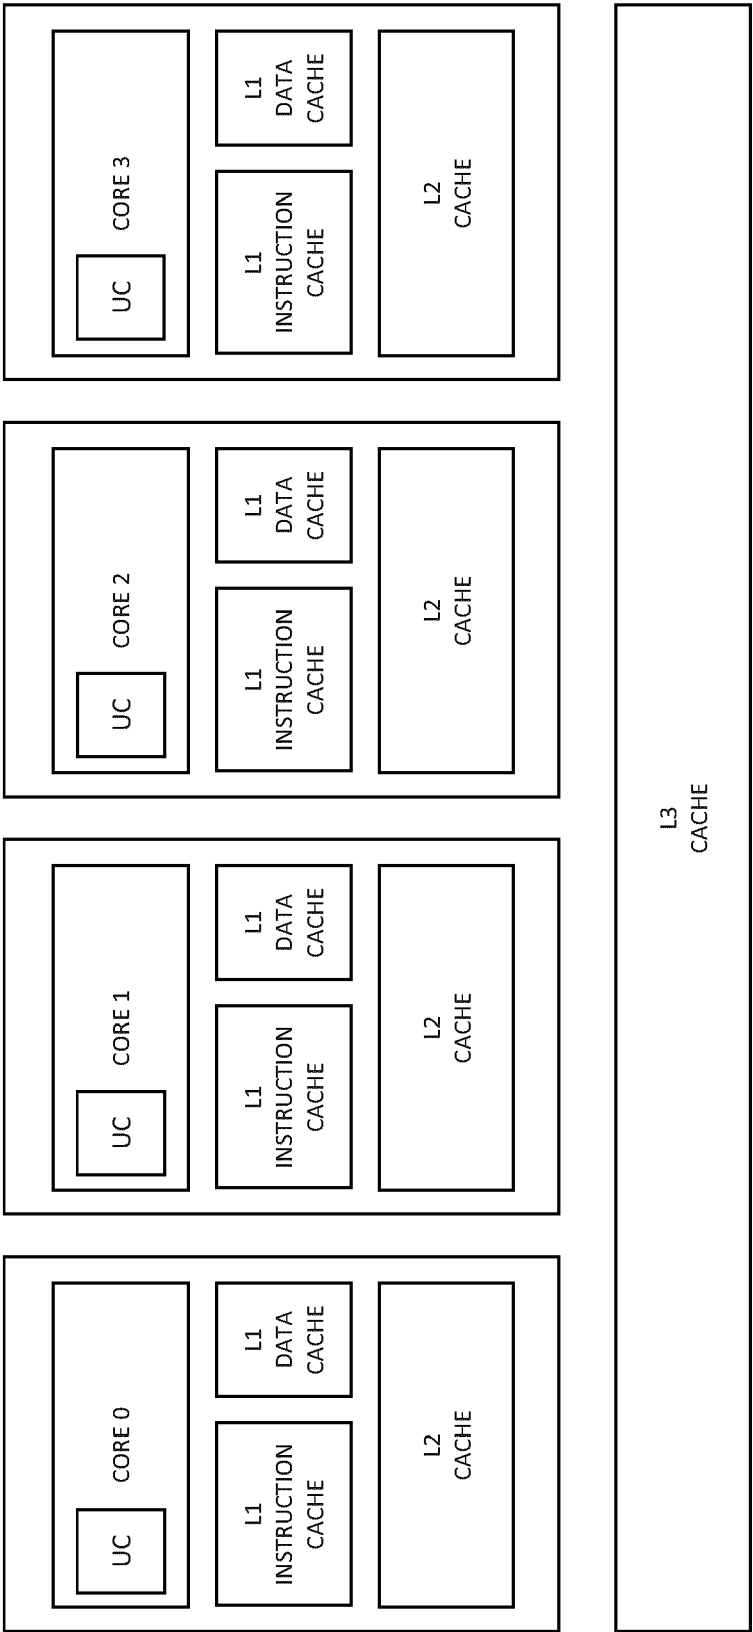 UC
CORE 0
L1
INSTRUCTION
CACHE
L1
DATA
CACHE
L2
CACHE
UC
CORE 1
L1
INSTRUCTION
CACHE
L1
DATA
CACHE
L2
CACHE
UC
CORE 2
L1
INSTRUCTION
CACHE
L1
DATA
CACHE
L2
CACHE
UC
CORE 3
L1
INSTRUCTION
CACHE
L1
DATA
CACHE
L2
CACHE
L3
CACHE